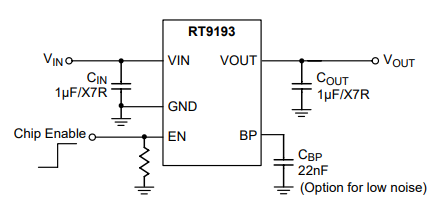 RT9193
VIN
VIN
VOUT
VOUT
CIN
1µF/X7R
COUT
1µF/X7R
GND
Chip Enable
EN
BP
CBP
22nF
(Option for low noise)